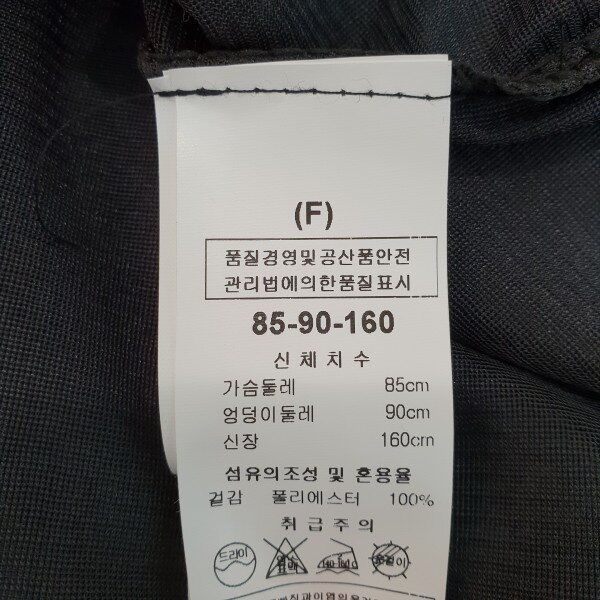 (F)
품질경영및공산품안전
관리법에의한품질표시
85-90-160
신체치수
가슴둘레 85cm
엉덩이둘레 90cm
신장 160cm
섬유의조성 및 혼용율
겉감 폴리에스터 100%
취급주의
드라이